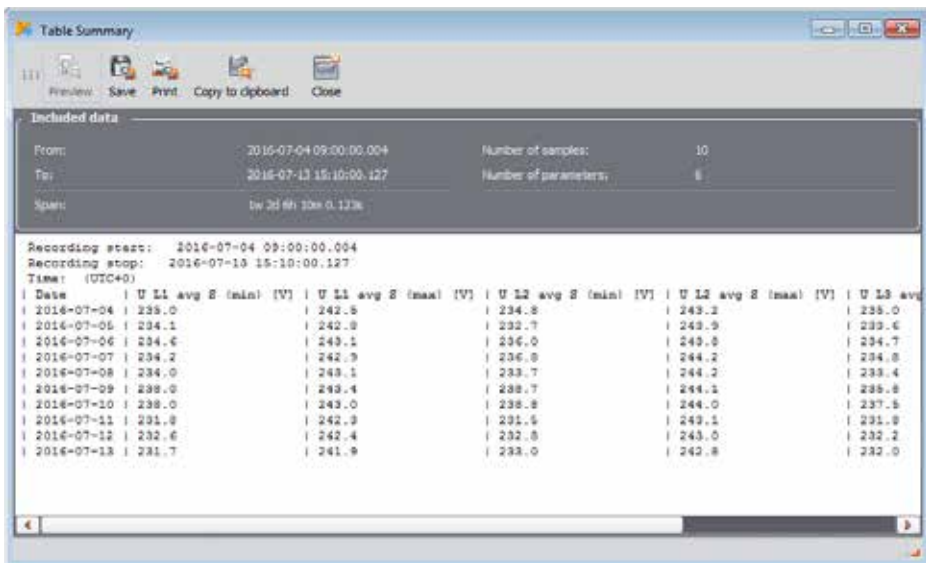 Table Summary
Preview Save Print Copy to clipboard Close
Included data
From: 2016-07-04 09:00:00.004 Number of samples: 10
To: 2016-07-13 15:10:00.127 Number of parameters: 6
Span: 1w 2d 6h 10m 0.123s
Recording start: 2016-07-04 09:00:00.004
Recording stop: 2016-07-13 15:10:00.127
Time: (UTC+0)
| Date | U L1 avg S (min) [V] | U L1 avg S (max) [V] | U L2 avg S (min) [V] | U L2 avg S (max) [V] | U L3 avg
| 2016-07-04 | 235.0 | 242.5 | 234.8 | 243.2 | 235.0
| 2016-07-05 | 234.1 | 242.8 | 232.7 | 243.9 | 233.6
| 2016-07-06 | 234.6 | 243.1 | 236.0 | 243.8 | 234.7
| 2016-07-07 | 234.2 | 242.9 | 236.8 | 244.2 | 234.8
| 2016-07-08 | 234.0 | 243.1 | 233.7 | 244.2 | 233.4
| 2016-07-09 | 238.0 | 243.4 | 238.7 | 244.1 | 235.8
| 2016-07-10 | 238.0 | 243.0 | 238.8 | 244.0 | 237.5
| 2016-07-11 | 231.8 | 242.3 | 231.5 | 243.1 | 231.8
| 2016-07-12 | 232.6 | 242.4 | 232.8 | 243.0 | 232.2
| 2016-07-13 | 231.7 | 241.9 | 233.0 | 242.8 | 232.0